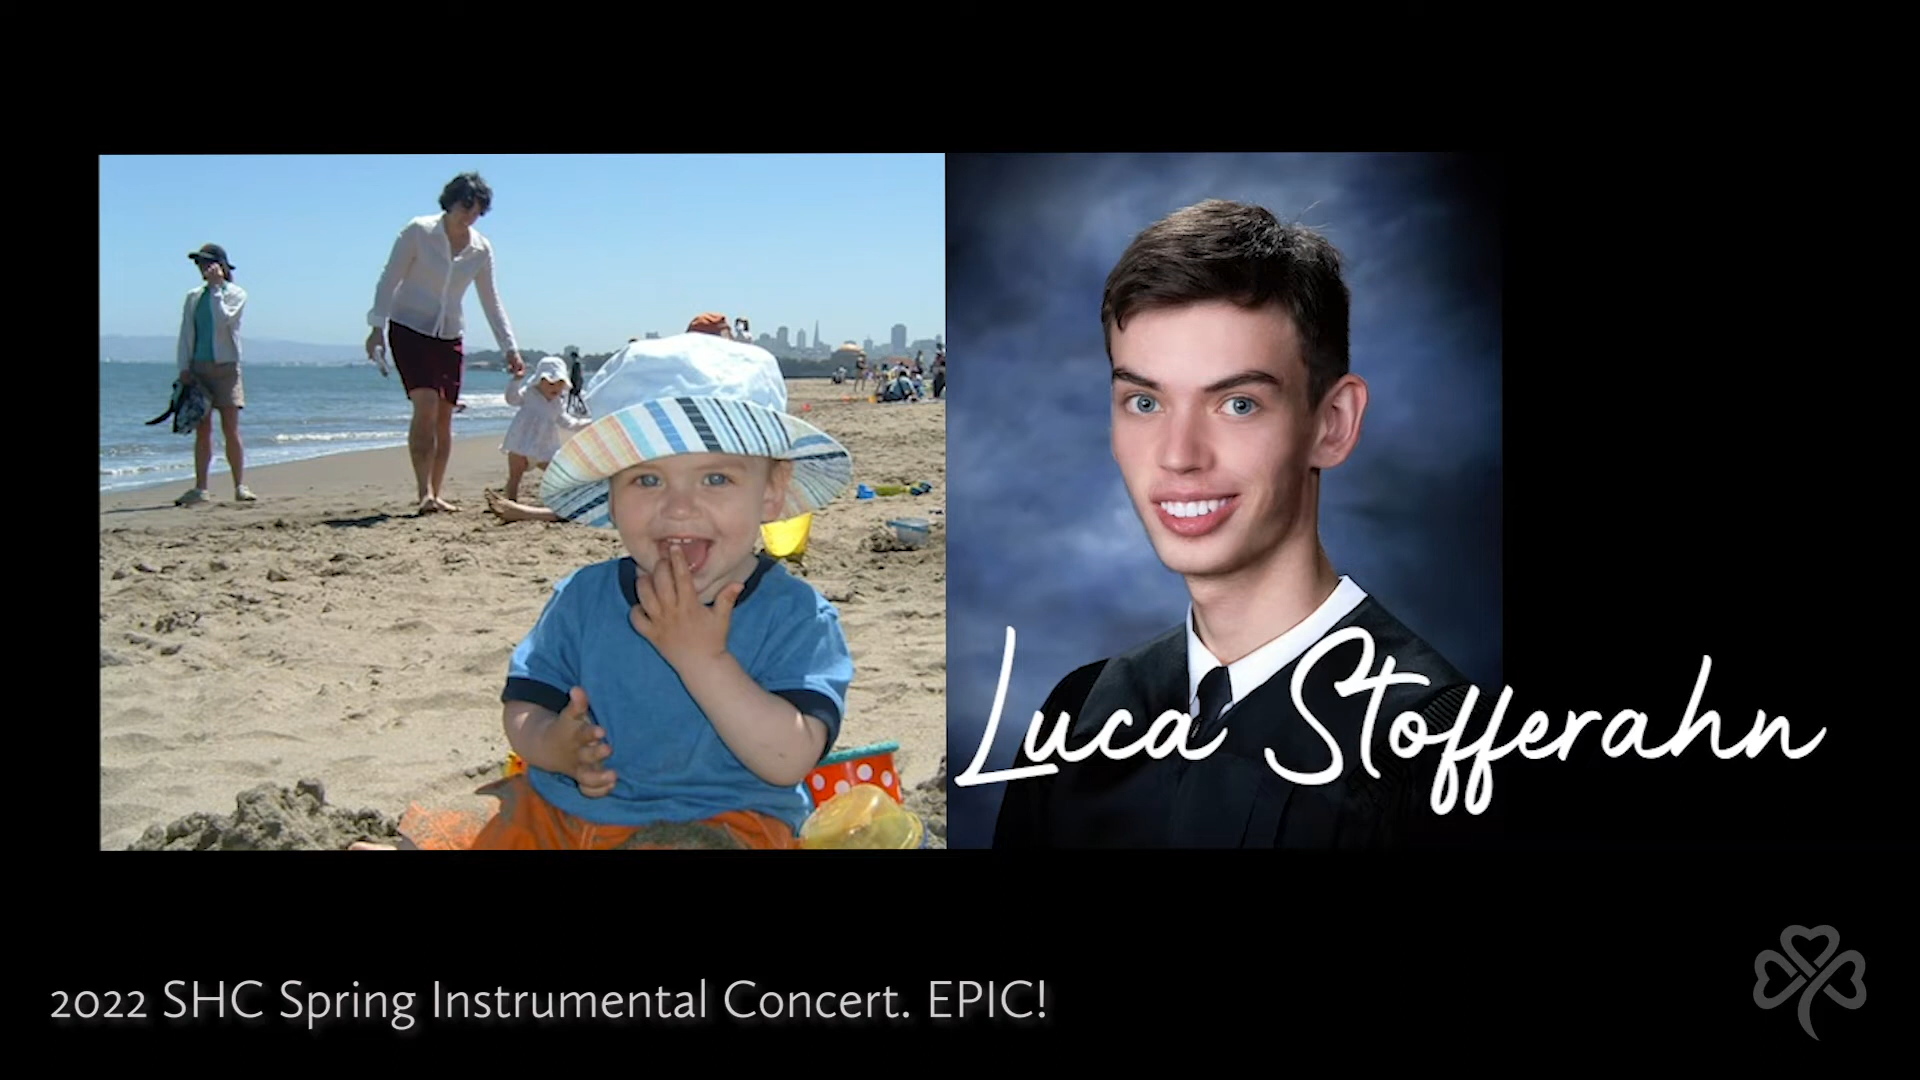 Luca Stofferahn
2022 SHC Spring Instrumental Concert. EPIC!